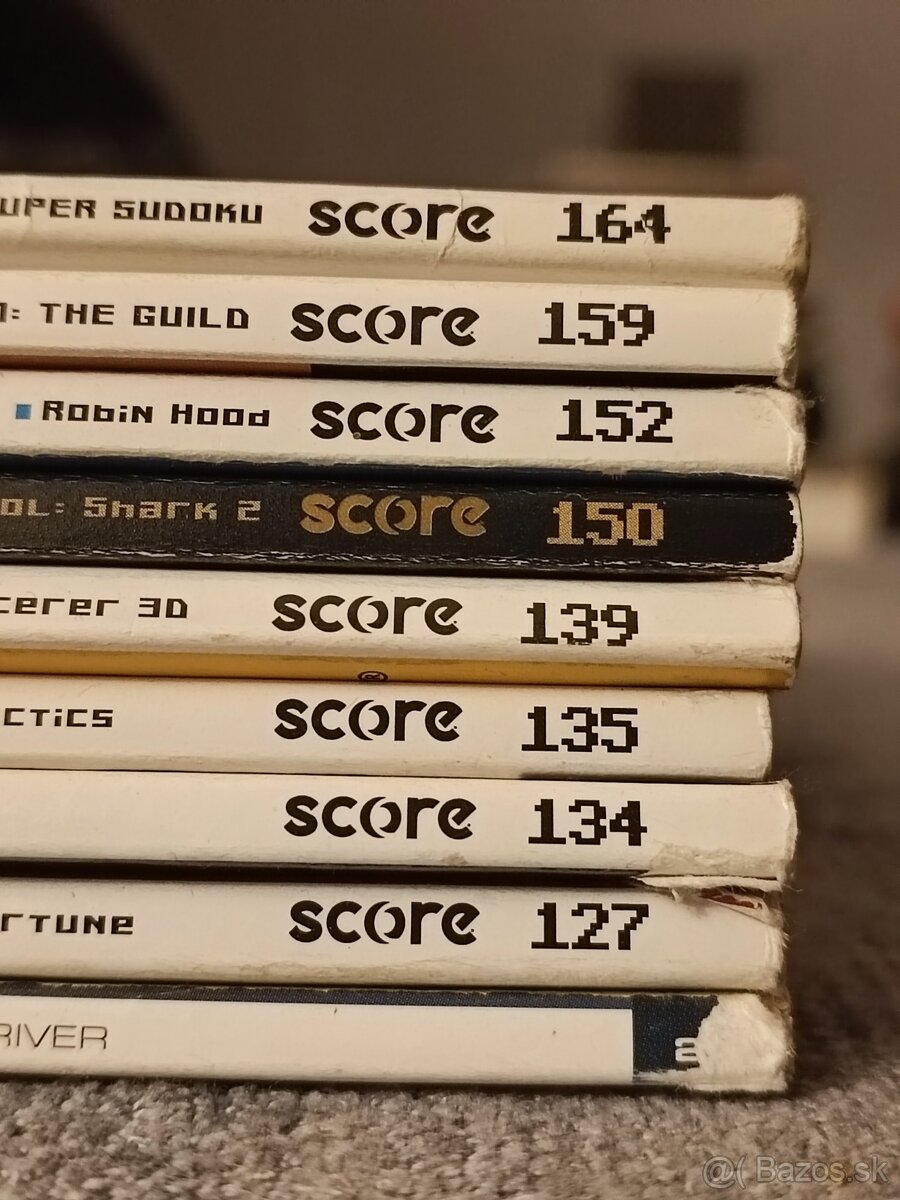 UPER SUDOKU score 164
: THE GUILD score 159
Robin Hood score 152
OL: Shark 2 score 150
cerer 3D score 139
®
ctics score 135
score 134
rtune score 127
RIVER 2
@( Bazos.sk